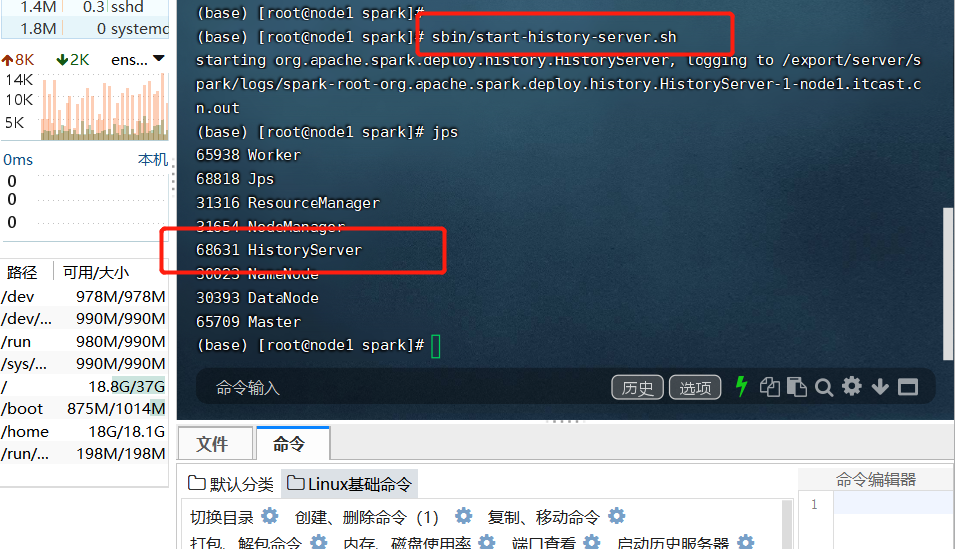 1.4M 0.3 sshd
1.8M 0 systemd
8K 2K ens...
14K
10K
5K
0ms 本机
0
0
0
路径 可用/大小
/dev 978M/978M
/dev/... 990M/990M
/run 980M/990M
/sys/... 990M/990M
/ 18.8G/37G
/boot 875M/1014M
/home 18G/18.1G
/run/... 198M/198M
(base) [root@node1 spark]#
(base) [root@node1 spark]# sbin/start-history-server.sh
starting org.apache.spark.deploy.history.HistoryServer, logging to /export/server/s
park/logs/spark-root-org.apache.spark.deploy.history.HistoryServer-1-node1.itcast.c
n.out
(base) [root@node1 spark]# jps
65938 Worker
68818 Jps
31316 ResourceManager
31654 NodeManager
68631 HistoryServer
30023 NameNode
30393 DataNode
65709 Master
(base) [root@node1 spark]#
命令输入 历史 选项
文件 命令
默认分类 Linux基础命令
切换目录 创建、删除命令（1） 复制、移动命令
打包、解包命令 内存、磁盘使用率 端口查看 启动历史服务器
命令编辑器
1